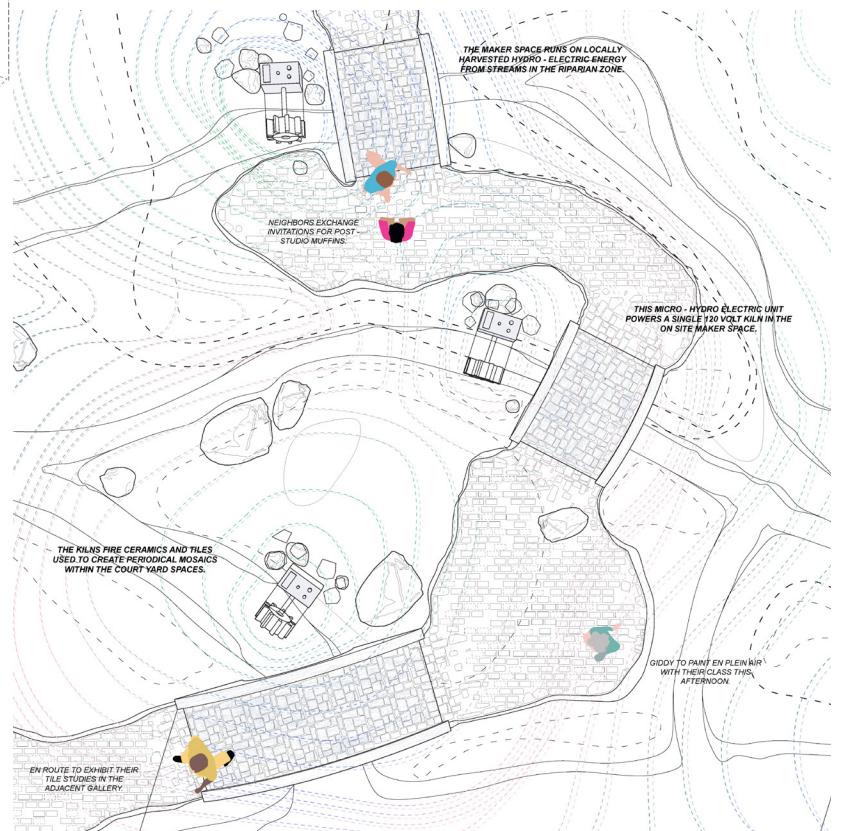 THE MAKER SPACE RUNS ON LOCALLY
HARVESTED HYDRO - ELECTRIC ENERGY
FROM STREAMS IN THE RIPARIAN ZONE.
NEIGHBORS EXCHANGE
INVITATIONS FOR POST -
STUDIO MUFFINS.
THIS MICRO - HYDRO ELECTRIC UNIT
POWERS A SINGLE 120 VOLT KILN IN THE
ON SITE MAKER SPACE.
THE KILNS FIRE CERAMICS AND TILES
USED TO CREATE PERIODICAL MOSAICS
WITHIN THE COURT YARD SPACES.
GIDDY TO PAINT EN PLEIN AIR
WITH THEIR CLASS THIS
AFTERNOON.
EN ROUTE TO EXHIBIT THEIR
TILE STUDIES IN THE
ADJACENT GALLERY.